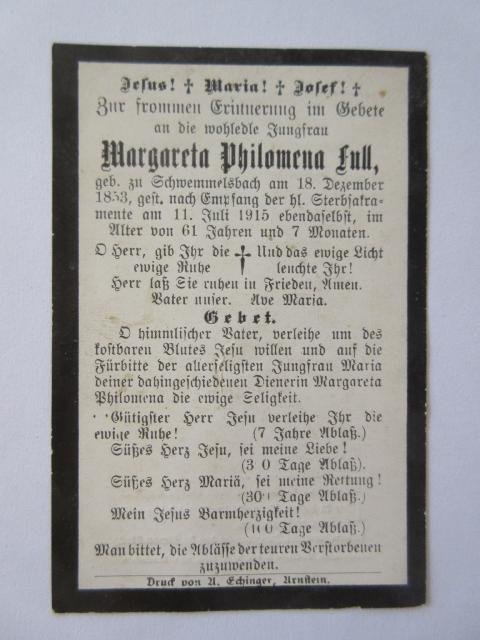 Jesus! ✝ Maria! ✝ Josef! ✝
Zur frommen Erinnerung im Gebete
an die wohledle Jungfrau
Margareta Philomena Full,
geb. zu Schwemmelsbach am 18. Dezember
1853, gest. nach Empfang der hl. Sterbsakra-
mente am 11. Juli 1915 ebendaselbst, im
Alter von 61 Jahren und 7 Monaten.
O Herr, gib Ihr die ✝ Und das ewige Licht
ewige Ruhe leuchte Ihr!
Herr laß Sie ruhen in Frieden, Amen.
Vater unser. Ave Maria.
Gebet.
O himmlischer Vater, verleihe um des
kostbaren Blutes Jesu willen und auf die
Fürbitte der allerseligsten Jungfrau Maria
deiner dahingeschiedenen Dienerin Margareta
Philomena die ewige Seligkeit.
Gütigster Herr Jesu verleihe Ihr die
ewige Ruhe! (7 Jahre Ablaß.)
Süßes Herz Jesu, sei meine Liebe!
(3 0 Tage Ablaß).
Süßes Herz Mariä, sei meine Rettung!
(300 Tage Ablaß.)
Mein Jesus Barmherzigkeit!
(100 Tage Ablaß.)
Man bittet, die Ablässe der teuren Verstorbenen
zuzuwenden.
Druck von A. Echinger, Arnstein.